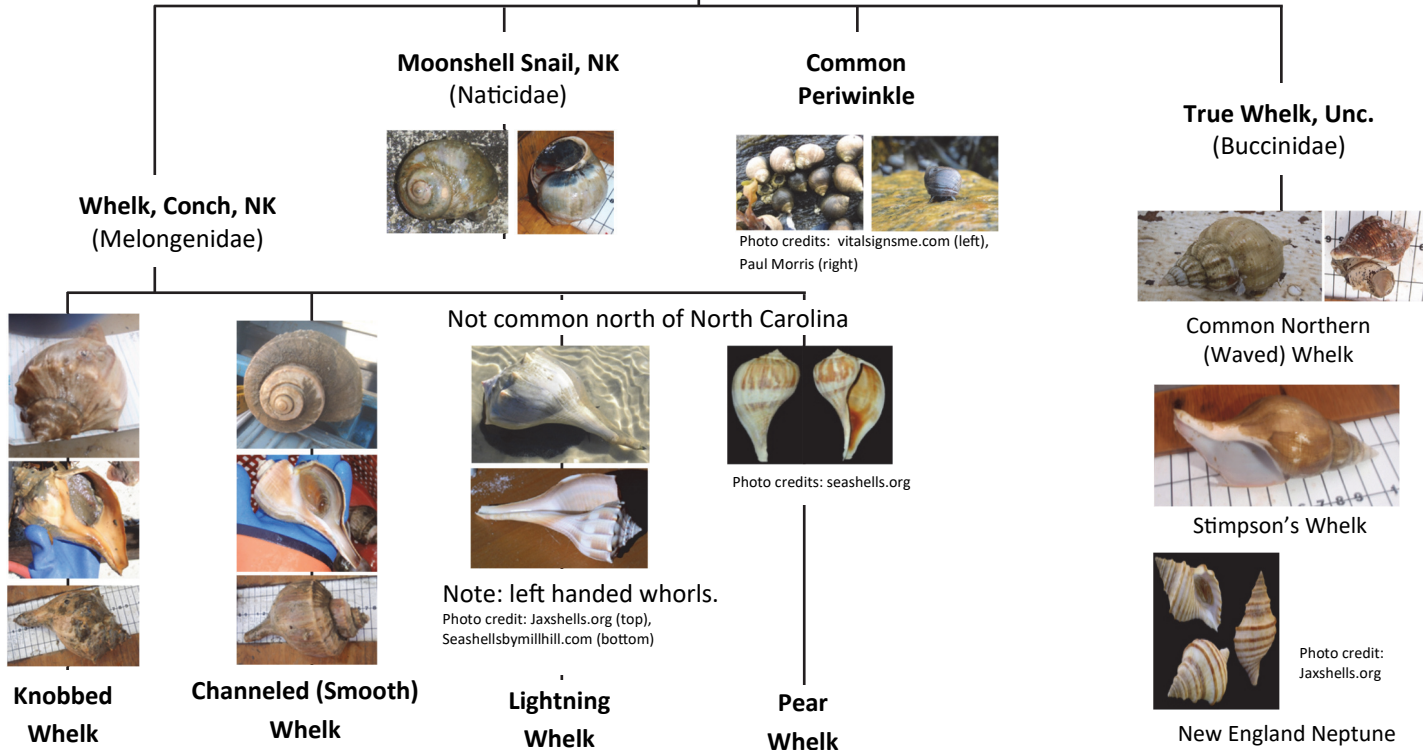 Moonshell Snail, NK
(Naticidae)
Common
Periwinkle
True Whelk, Unc.
(Buccinidae)
Whelk, Conch, NK
(Melongenidae)
Photo credits: vitalsignsme.com (left),
Paul Morris (right)
Not common north of North Carolina
Common Northern
(Waved) Whelk
Photo credits: seashells.org
Stimpson's Whelk
Note: left handed whorls.
Photo credit: Jaxshells.org (top),
Seashellsbymillhill.com (bottom)
Photo credit:
Jaxshells.org
Knobbed
Whelk
Channeled (Smooth)
Whelk
Lightning
Whelk
Pear
Whelk
New England Neptune